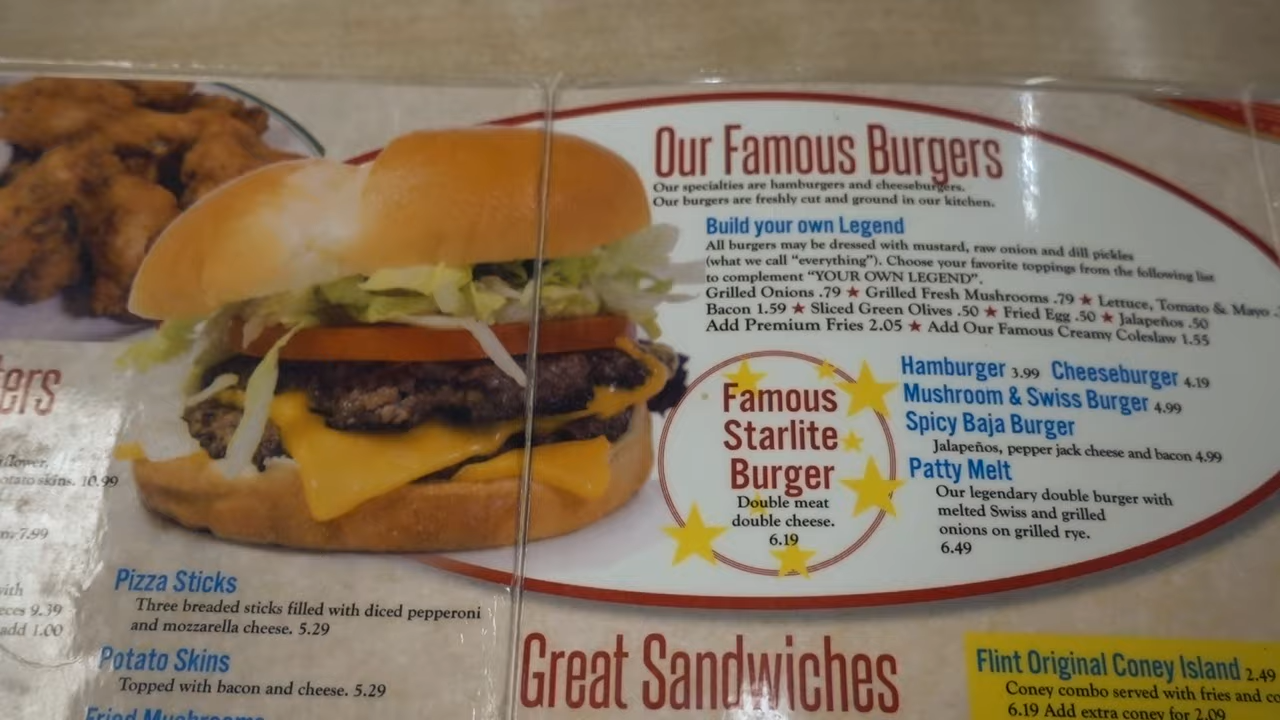 Our Famous Burgers
Our specialties are hamburgers and cheeseburgers.
Our burgers are freshly cut and ground in our kitchen.
Build your own Legend
All burgers may be dressed with mustard, raw onion and dill pickles
(what we call “everything”). Choose your favorite toppings from the following list
to complement “YOUR OWN LEGEND”.
Grilled Onions .79 ★ Grilled Fresh Mushrooms .79 ★ Lettuce, Tomato & Mayo
Bacon 1.59 ★ Sliced Green Olives .50 ★ Fried Egg .50 ★ Jalapeños .50
Add Premium Fries 2.05 ★ Add Our Famous Creamy Coleslaw 1.55
Famous
Starlite
Burger
Double meat
double cheese.
6.19
Hamburger 3.99 Cheeseburger 4.19
Mushroom & Swiss Burger 4.99
Spicy Baja Burger
Jalapeños, pepper jack cheese and bacon 4.99
Patty Melt
Our legendary double burger with
melted Swiss and grilled
onions on grilled rye.
6.49
ers
potato skins. 10.99
7.99
with
9.39
add 1.00
Pizza Sticks
Three breaded sticks filled with diced pepperoni
and mozzarella cheese. 5.29
Potato Skins
Topped with bacon and cheese. 5.29
Fried Mushrooms
Great Sandwiches
Flint Original Coney Island 2.49
Coney combo served with fries and
6.19 Add extra coney for 2.09